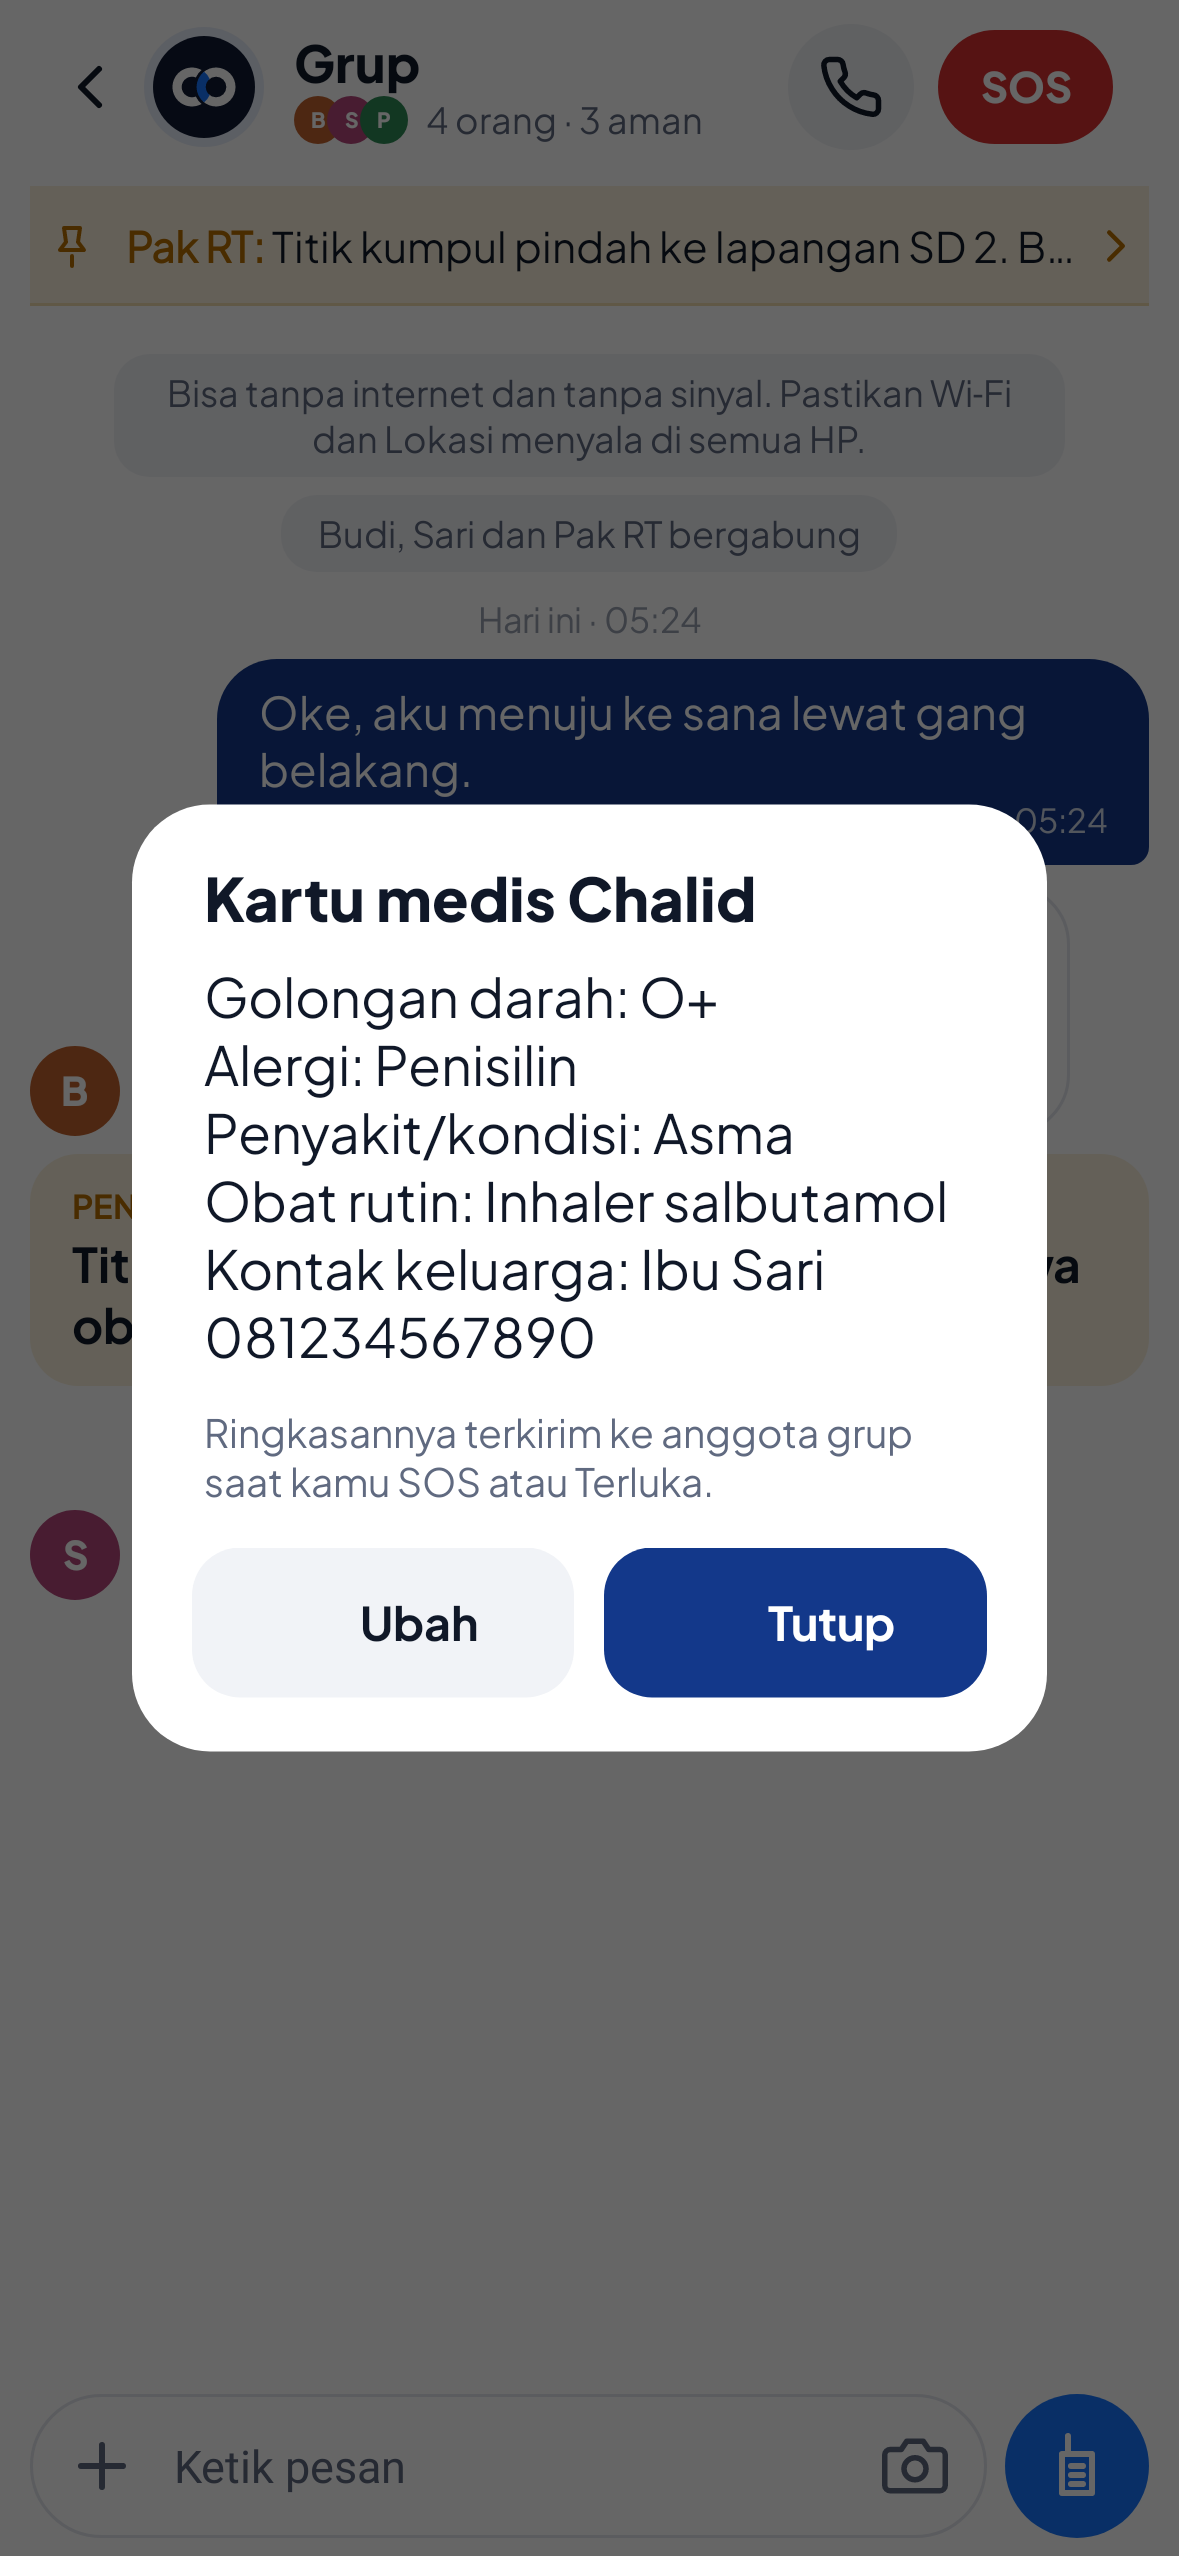 Grup
B S P 4 orang · 3 aman
SOS
Pak RT: Titik kumpul pindah ke lapangan SD 2. B...
Bisa tanpa internet dan tanpa sinyal. Pastikan Wi-Fi
dan Lokasi menyala di semua HP.
Budi, Sari dan Pak RT bergabung
Hari ini · 05:24
Oke, aku menuju ke sana lewat gang
belakang.
05:24
Kartu medis Chalid
Golongan darah: O+
Alergi: Penisilin
Penyakit/kondisi: Asma
Obat rutin: Inhaler salbutamol
Kontak keluarga: Ibu Sari
081234567890
Ringkasannya terkirim ke anggota grup
saat kamu SOS atau Terluka.
Ubah
Tutup
B
S
Ketik pesan